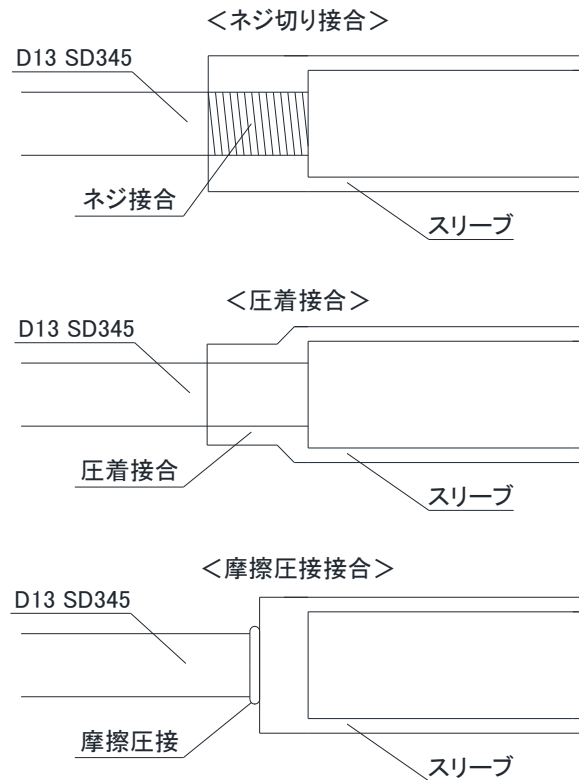 ＜ネジ切り接合＞
D13 SD345
ネジ接合
スリーブ
＜圧着接合＞
D13 SD345
圧着接合
スリーブ
＜摩擦圧接接合＞
D13 SD345
摩擦圧接
スリーブ